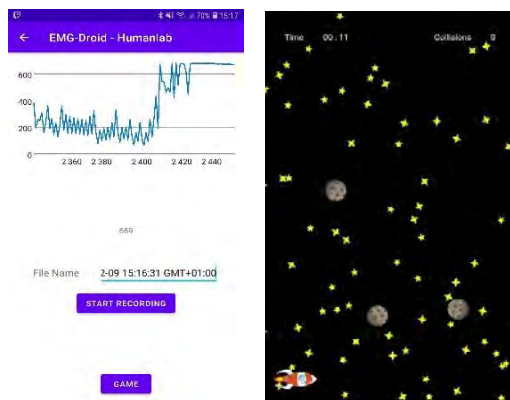 70% 15:17
EMG-Droid - Humanlab
600
400
200
0
2.360 2.380 2.400 2.420 2.440
669
File Name 2-09 15:16:31 GMT+01:00
START RECORDING
GAME
Time 00:11 Collisions 0